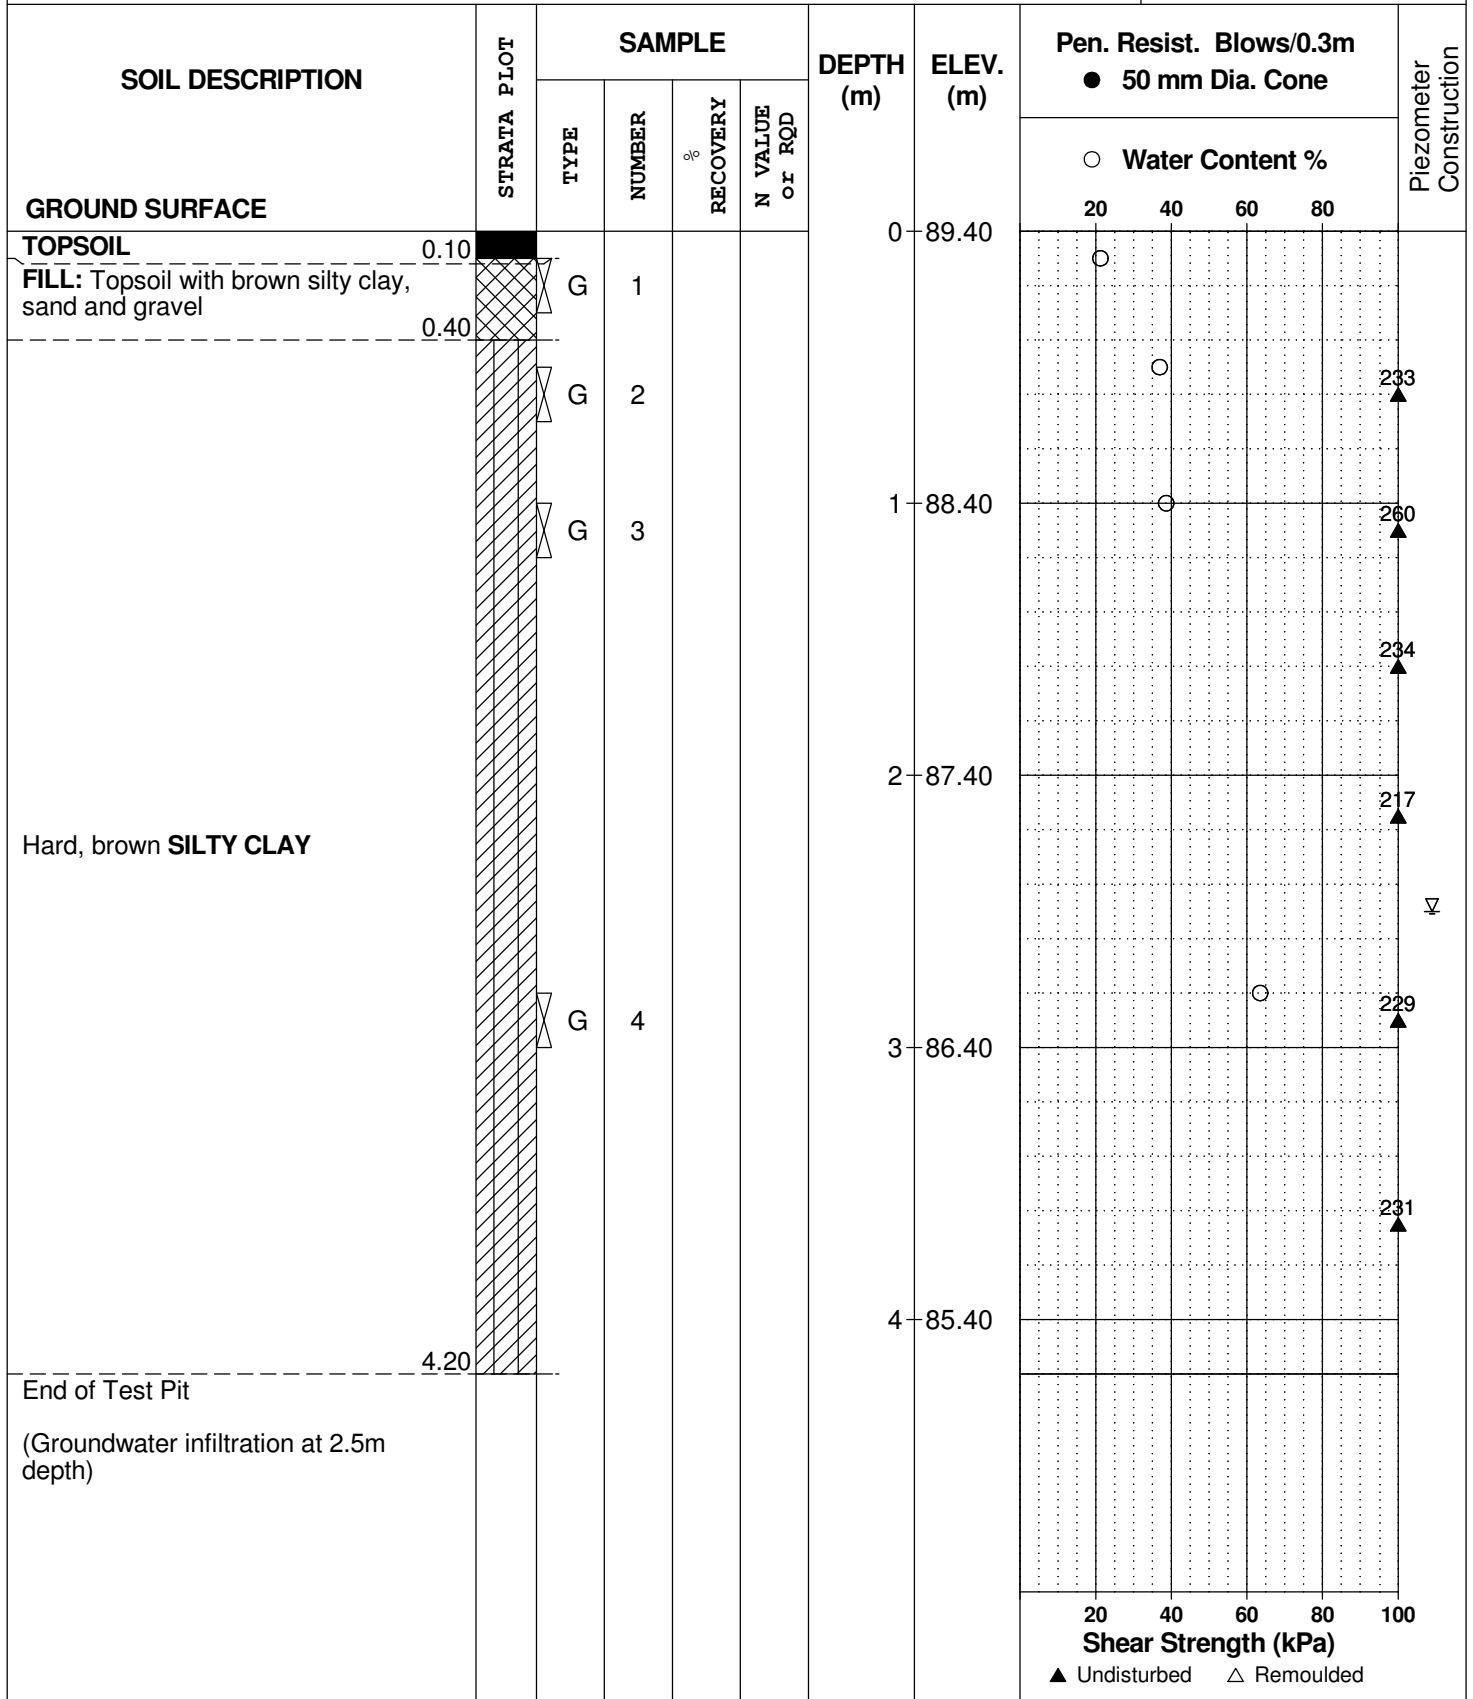 SOIL DESCRIPTION
GROUND SURFACE
STRATA PLOT
SAMPLE
TYPE
NUMBER
%
RECOVERY
N VALUE
or RQD
DEPTH
(m)
ELEV.
(m)
Pen. Resist. Blows/0.3m
● 50 mm Dia. Cone
○ Water Content %
20 40 60 80
Piezometer
Construction
0 89.40
TOPSOIL 0.10
FILL: Topsoil with brown silty clay,
sand and gravel
0.40
G 1
G 2
233
1 88.40
G 3
260
234
2 87.40
217
Hard, brown SILTY CLAY
G 4
229
3 86.40
231
4 85.40
4.20
End of Test Pit
(Groundwater infiltration at 2.5m
depth)
20 40 60 80 100
Shear Strength (kPa)
▲ Undisturbed △ Remoulded